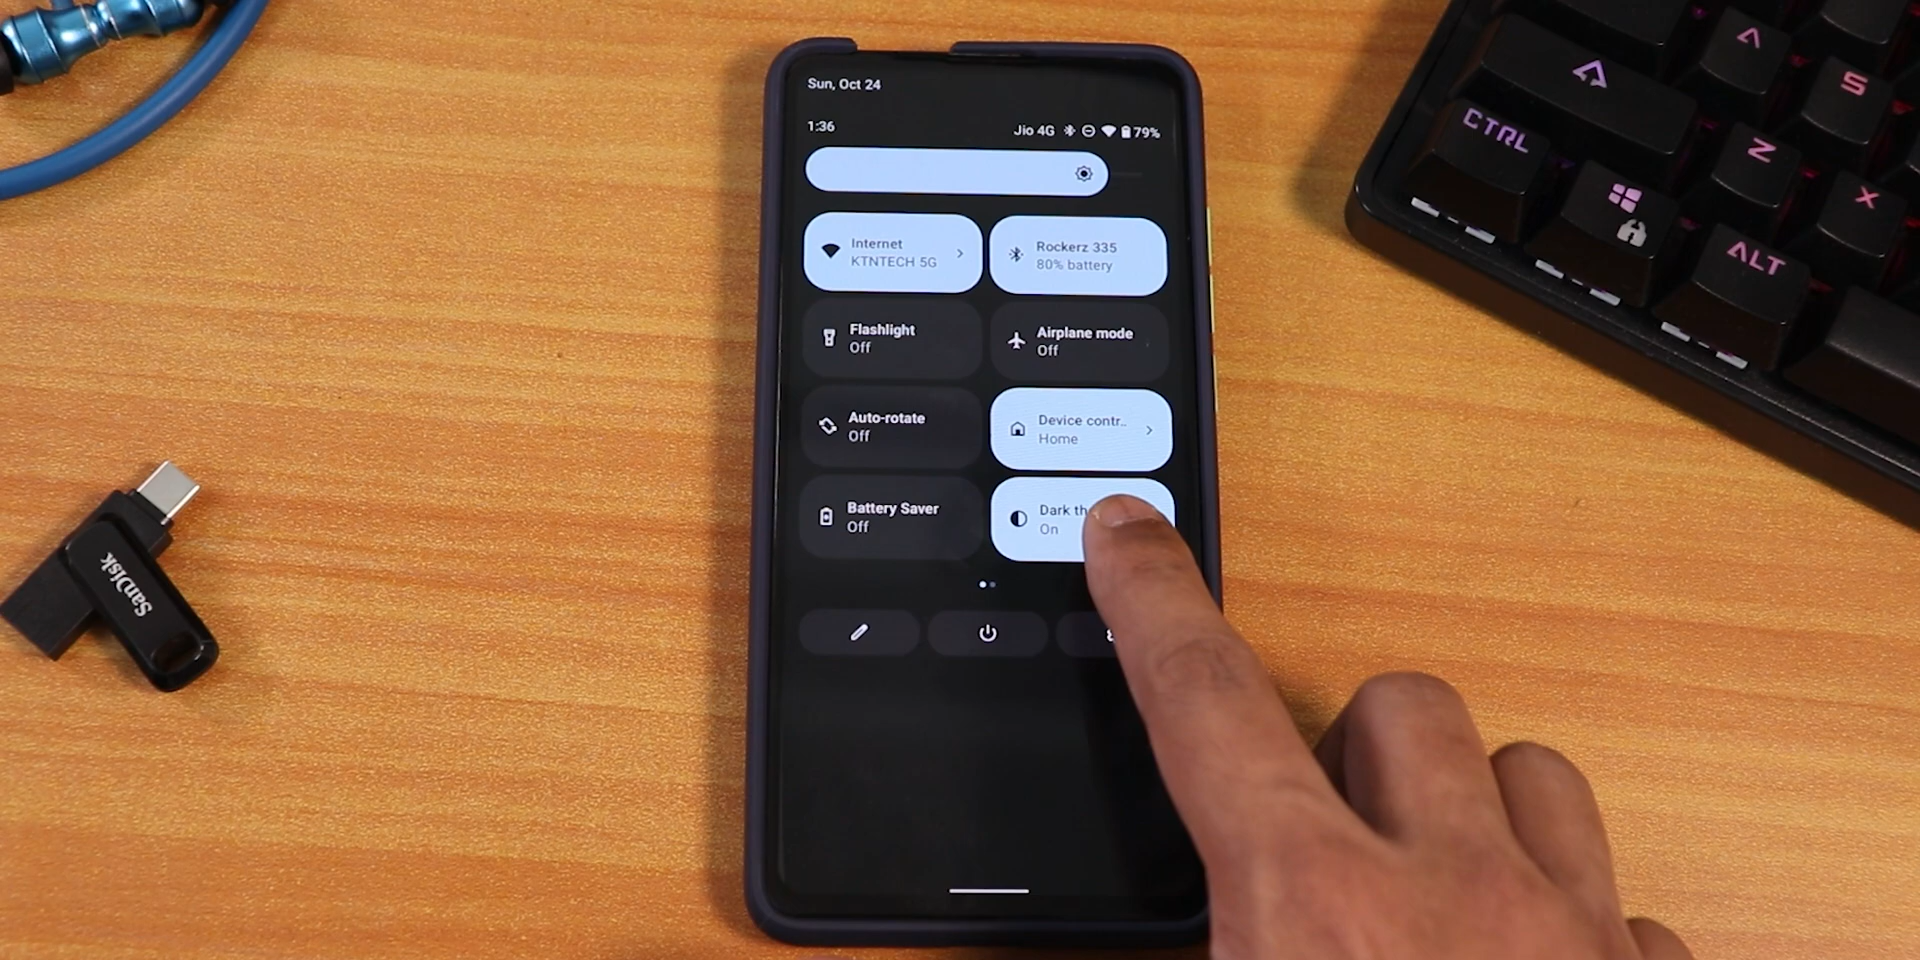 Sun, Oct 24
1:36
Jio 4G 79%
Internet
KTNTECH 5G
Rockerz 335
80% battery
Flashlight
Off
Airplane mode
Off
Auto-rotate
Off
Device contr..
Home
Battery Saver
Off
Dark
On
SanDisk
A
S
CTRL
Z
X
ALT